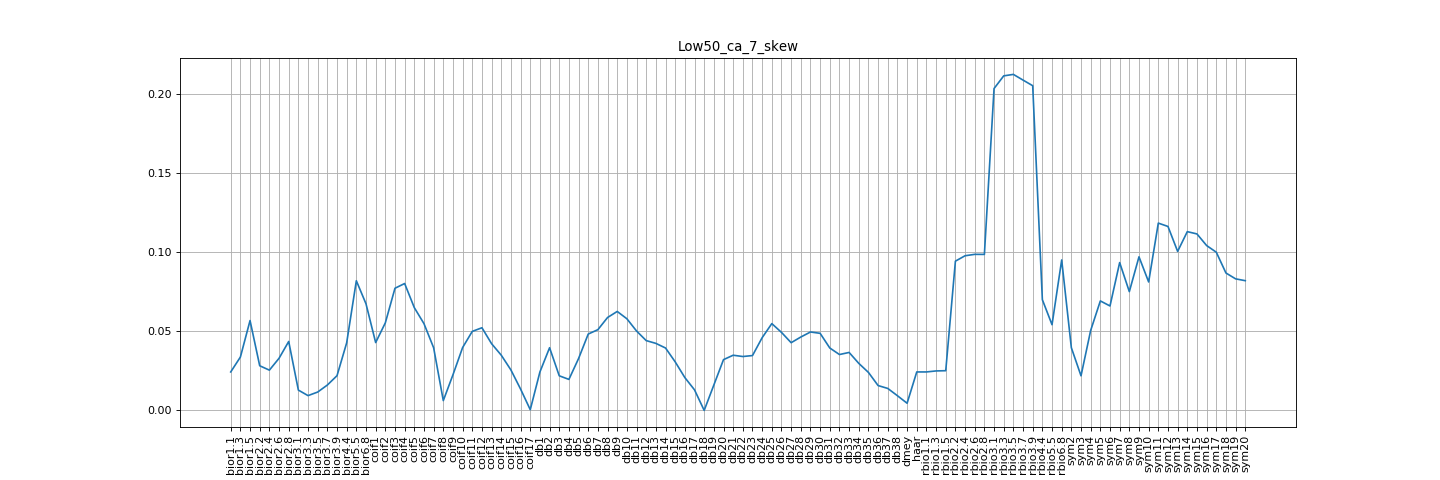 Low50_ca_7_skew
0.20
0.15
0.10
0.05
0.00
bior1.1
bior1.3
bior1.5
bior2.2
bior2.4
bior2.6
bior2.8
bior3.1
bior3.3
bior3.5
bior3.7
bior3.9
bior4.4
bior5.5
bior6.8
coif1
coif2
coif3
coif4
coif5
coif6
coif7
coif8
coif9
coif10
coif11
coif12
coif13
coif14
coif15
coif16
coif17
db1
db2
db3
db4
db5
db6
db7
db8
db9
db10
db11
db12
db13
db14
db15
db16
db17
db18
db19
db20
db21
db22
db23
db24
db25
db26
db27
db28
db29
db30
db31
db32
db33
db34
db35
db36
db37
db38
dmey
haar
rbio1.1
rbio1.3
rbio1.5
rbio2.2
rbio2.4
rbio2.6
rbio2.8
rbio3.1
rbio3.3
rbio3.5
rbio3.7
rbio3.9
rbio4.4
rbio5.5
rbio6.8
sym2
sym3
sym4
sym5
sym6
sym7
sym8
sym9
sym10
sym11
sym12
sym13
sym14
sym15
sym16
sym17
sym18
sym19
sym20